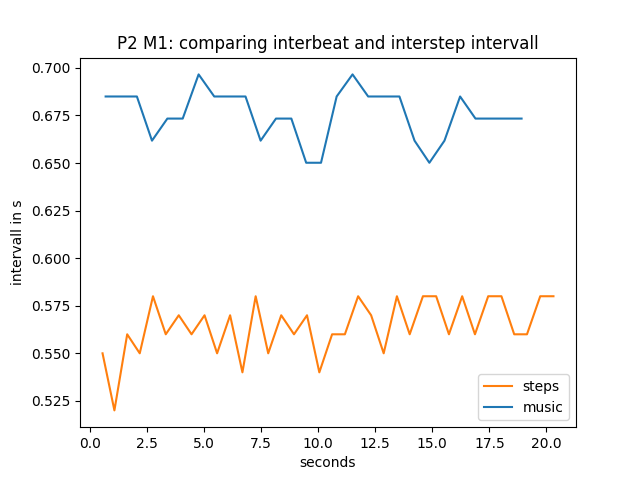 P2 M1: comparing interbeat and interstep intervall
0.700
0.675
0.650
0.625
0.600
0.575
0.550
0.525
intervall in s
0.0 2.5 5.0 7.5 10.0 12.5 15.0 17.5 20.0
seconds
steps
music